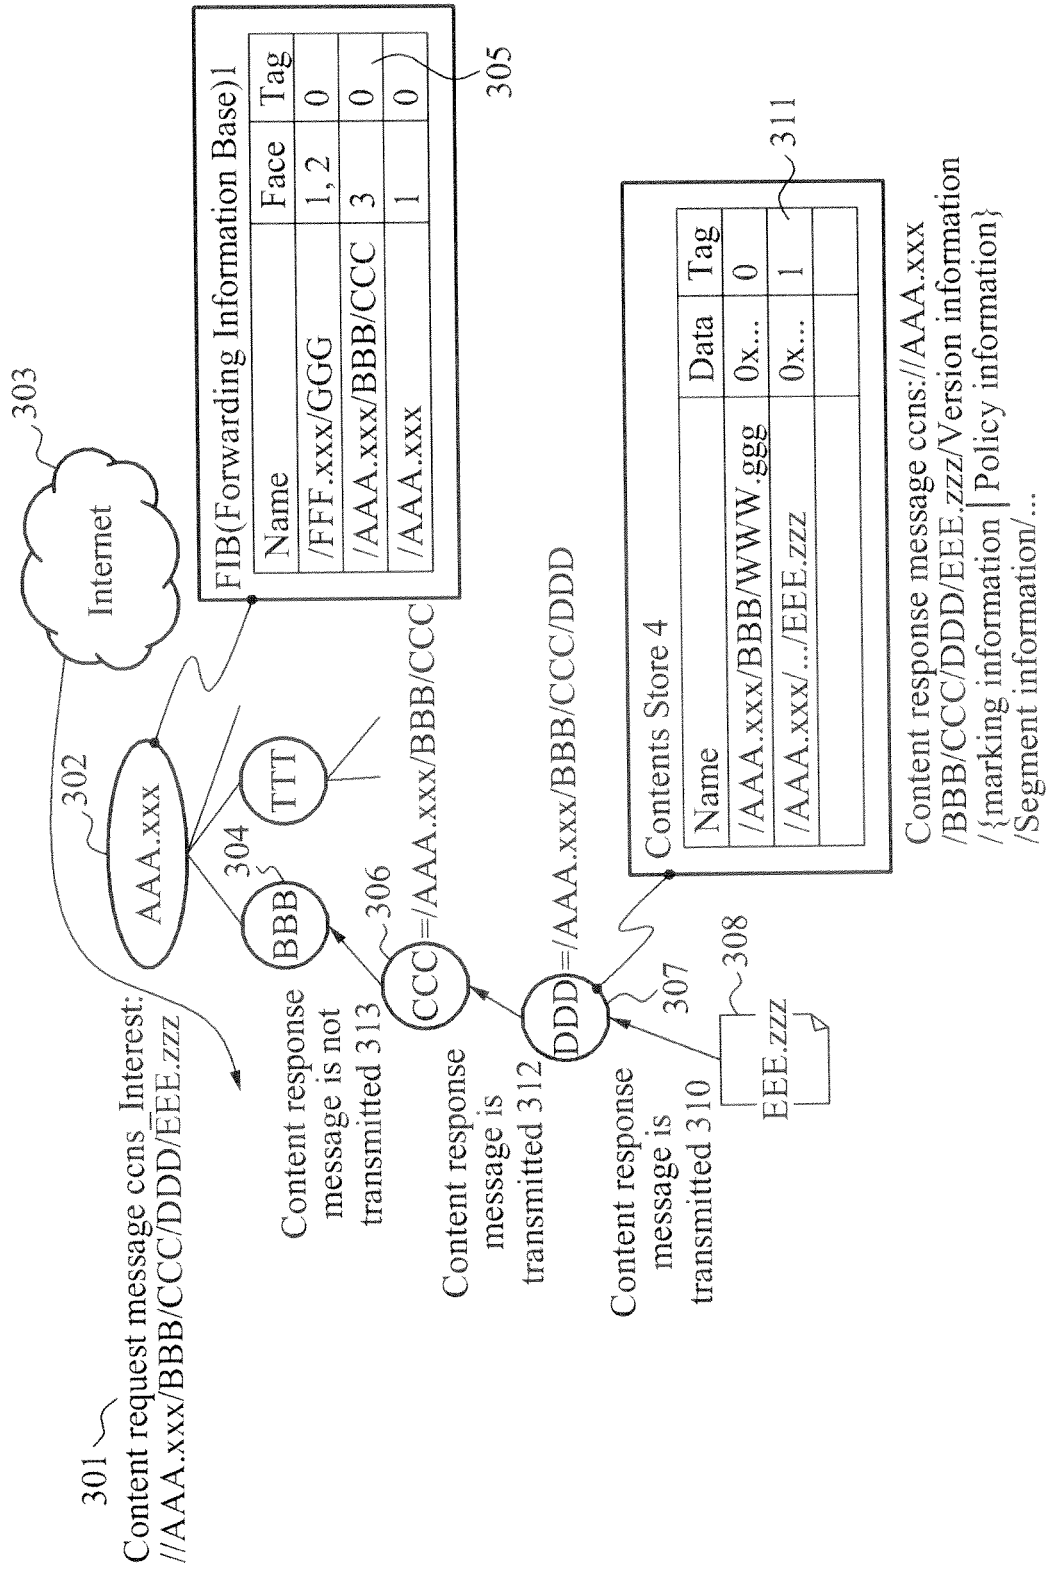 301
Content request message ccns_Interest:
//AAA.xxx/BBB/CCC/DDD/EEE.zzz
302
AAA.xxx
303
Internet
FIB(Forwarding Information Base)1
Name Face Tag
/FFF.xxx/GGG 1, 2 0
/AAA.xxx/BBB/CCC 3 0
/AAA.xxx 1 0
305
304
BBB
TTT
Content response
message is not
transmitted 313
306
CCC=/AAA.xxx/BBB/CCC
Content response
message is
transmitted 312
DDD=/AAA.xxx/BBB/CCC/DDD
307
Content response
message is
transmitted 310
308
EEE.zzz
Contents Store 4
Name Data Tag
/AAA.xxx/BBB/WWW.ggg 0x... 0
/AAA.xxx/.../EEE.zzz 0x... 1
311
Content response message ccns://AAA.xxx
/BBB/CCC/DDD/EEE.zzz/Version information
/{marking information | Policy information}
/Segment information/...